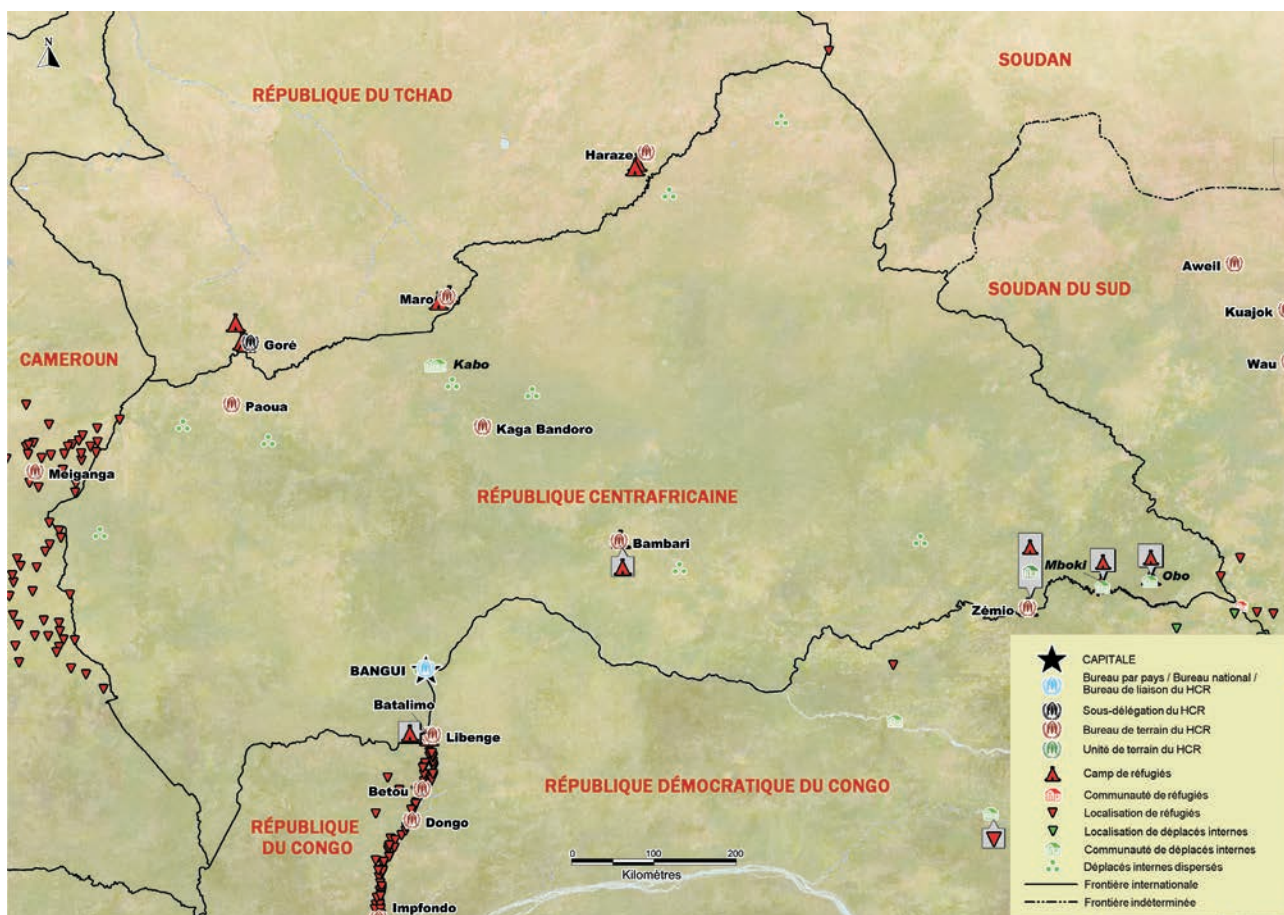 N
SOUDAN
RÉPUBLIQUE DU TCHAD
Haraze
Aweil
SOUDAN DU SUD
Maro
Kuajok
Goré
CAMEROUN
Kabo
Wau
Paoua
Kaga Bandoro
Meiganga
RÉPUBLIQUE CENTRAFRICAINE
Bambari
Mboki
Obo
Zémio
BANGUI
Batalimo
Libenge
Betou
RÉPUBLIQUE DÉMOCRATIQUE DU CONGO
Dongo
RÉPUBLIQUE
DU CONGO
0 100 200
Kilomètres
Impfondo
CAPITALE
Bureau par pays / Bureau national /
Bureau de liaison du HCR
Sous-délégation du HCR
Bureau de terrain du HCR
Unité de terrain du HCR
Camp de réfugiés
Communauté de réfugiés
Localisation de réfugiés
Localisation de déplacés internes
Communauté de déplacés internes
Déplacés internes dispersés
Frontière internationale
Frontière indéterminée